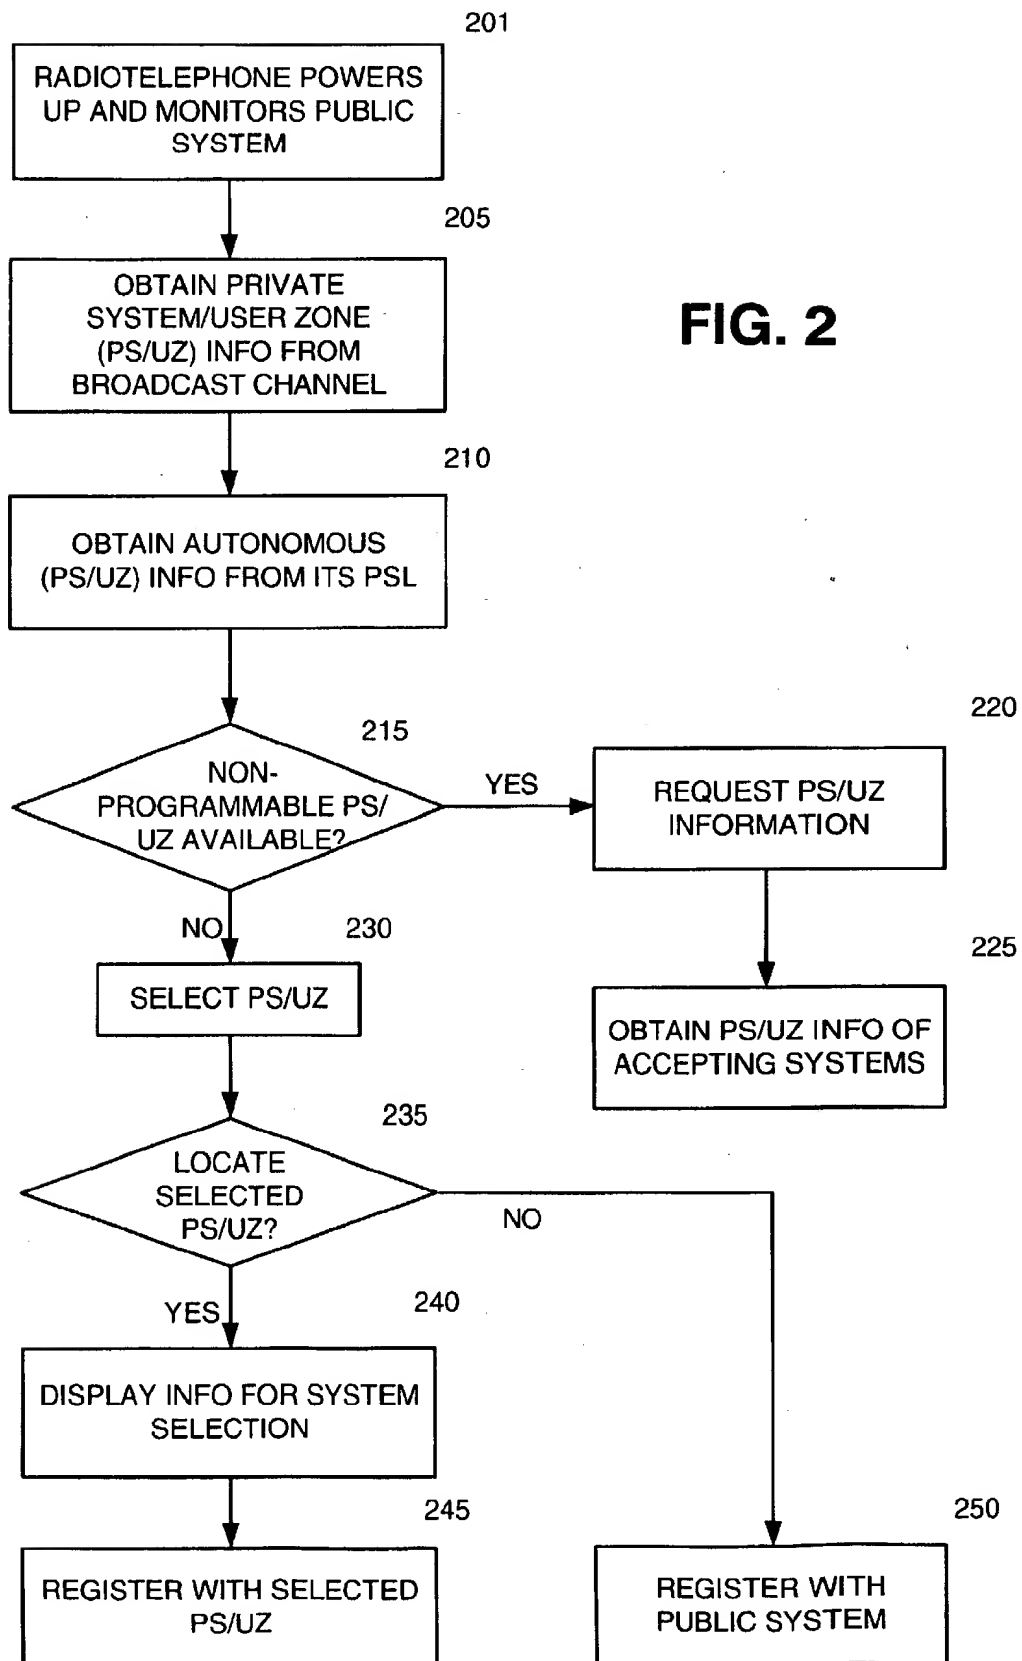 201
RADIOTELEPHONE POWERS
UP AND MONITORS PUBLIC
SYSTEM
205
OBTAIN PRIVATE
SYSTEM/USER ZONE
(PS/UZ) INFO FROM
BROADCAST CHANNEL
FIG. 2
210
OBTAIN AUTONOMOUS
(PS/UZ) INFO FROM ITS PSL
215
NON-
PROGRAMMABLE PS/
UZ AVAILABLE?
YES
220
REQUEST PS/UZ
INFORMATION
225
OBTAIN PS/UZ INFO OF
ACCEPTING SYSTEMS
NO
230
SELECT PS/UZ
235
LOCATE
SELECTED
PS/UZ?
NO
YES
240
DISPLAY INFO FOR SYSTEM
SELECTION
245
REGISTER WITH SELECTED
PS/UZ
250
REGISTER WITH
PUBLIC SYSTEM